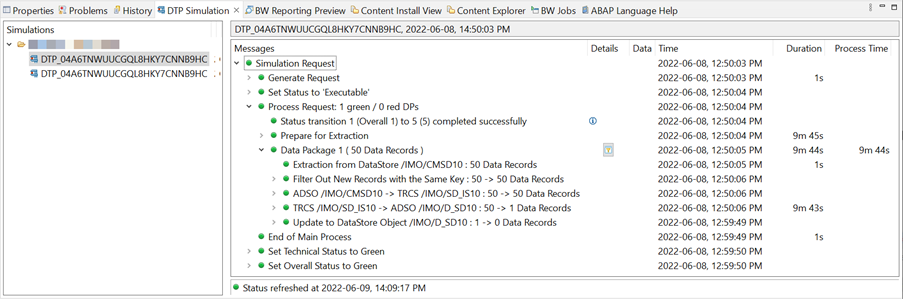 Properties Problems History DTP Simulation BW Reporting Preview Content Install View Content Explorer BW Jobs ABAP Language Help
Simulations
DTP_04A6TNWUUCGQL8HKY7CNNB9HC
DTP_04A6TNWUUCGQL8HKY7CNNB9HC
DTP_04A6TNWUUCGQL8HKY7CNNB9HC, 2022-06-08, 14:50:03 PM
Messages Details Data Time Duration Process Time
Simulation Request 2022-06-08, 12:50:03 PM
Generate Request 2022-06-08, 12:50:03 PM 1s
Set Status to 'Executable' 2022-06-08, 12:50:04 PM
Process Request: 1 green / 0 red DPs 2022-06-08, 12:50:04 PM
Status transition 1 (Overall 1) to 5 (5) completed successfully 2022-06-08, 12:50:04 PM
Prepare for Extraction 2022-06-08, 12:50:04 PM 9m 45s
Data Package 1 ( 50 Data Records ) 2022-06-08, 12:50:05 PM 9m 44s 9m 44s
Extraction from DataStore /IMO/CMSD10 : 50 Data Records 2022-06-08, 12:50:05 PM 1s
Filter Out New Records with the Same Key : 50 -> 50 Data Records 2022-06-08, 12:50:06 PM
ADSO /IMO/CMSD10 -> TRCS /IMO/SD_IS10 : 50 -> 50 Data Records 2022-06-08, 12:50:06 PM
TRCS /IMO/SD_IS10 -> ADSO /IMO/D_SD10 : 50 -> 1 Data Records 2022-06-08, 12:50:06 PM 9m 43s
Update to DataStore Object /IMO/D_SD10 : 1 -> 0 Data Records 2022-06-08, 12:59:49 PM
End of Main Process 2022-06-08, 12:59:49 PM 1s
Set Technical Status to Green 2022-06-08, 12:59:50 PM
Set Overall Status to Green 2022-06-08, 12:59:50 PM
Status refreshed at 2022-06-09, 14:09:17 PM